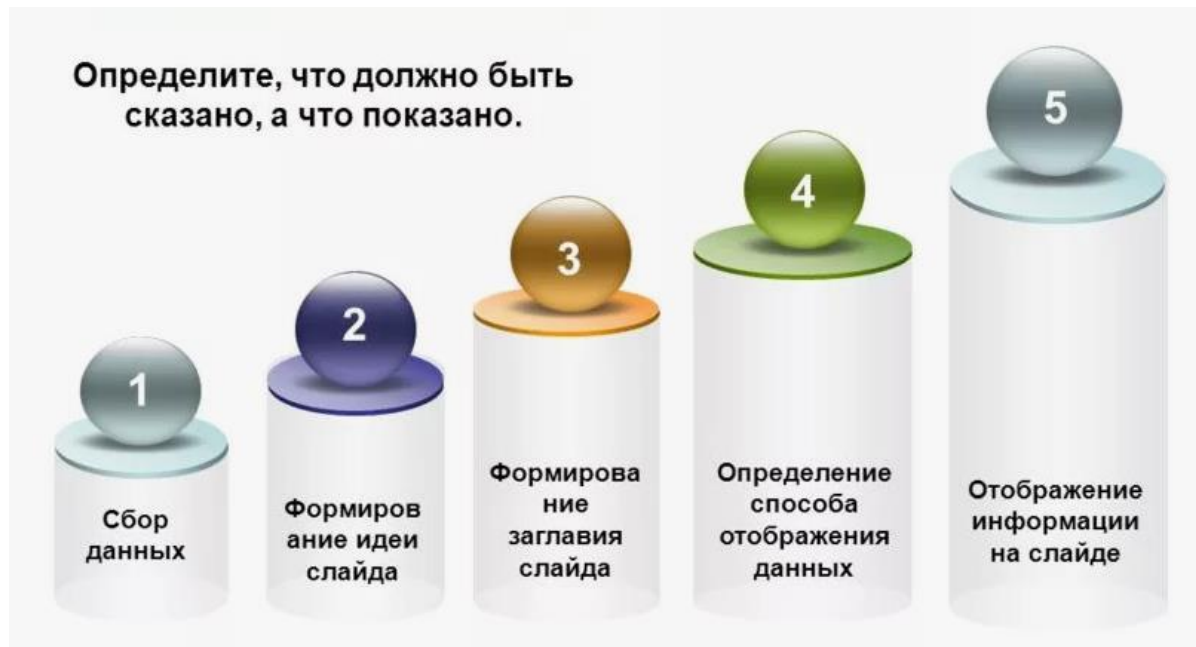 Определите, что должно быть
сказано, а что показано.
1
Сбор
данных
2
Формиров
ание идеи
слайда
3
Формирова
ние
заглавия
слайда
4
Определение
способа
отображения
данных
5
Отображение
информации
на слайде